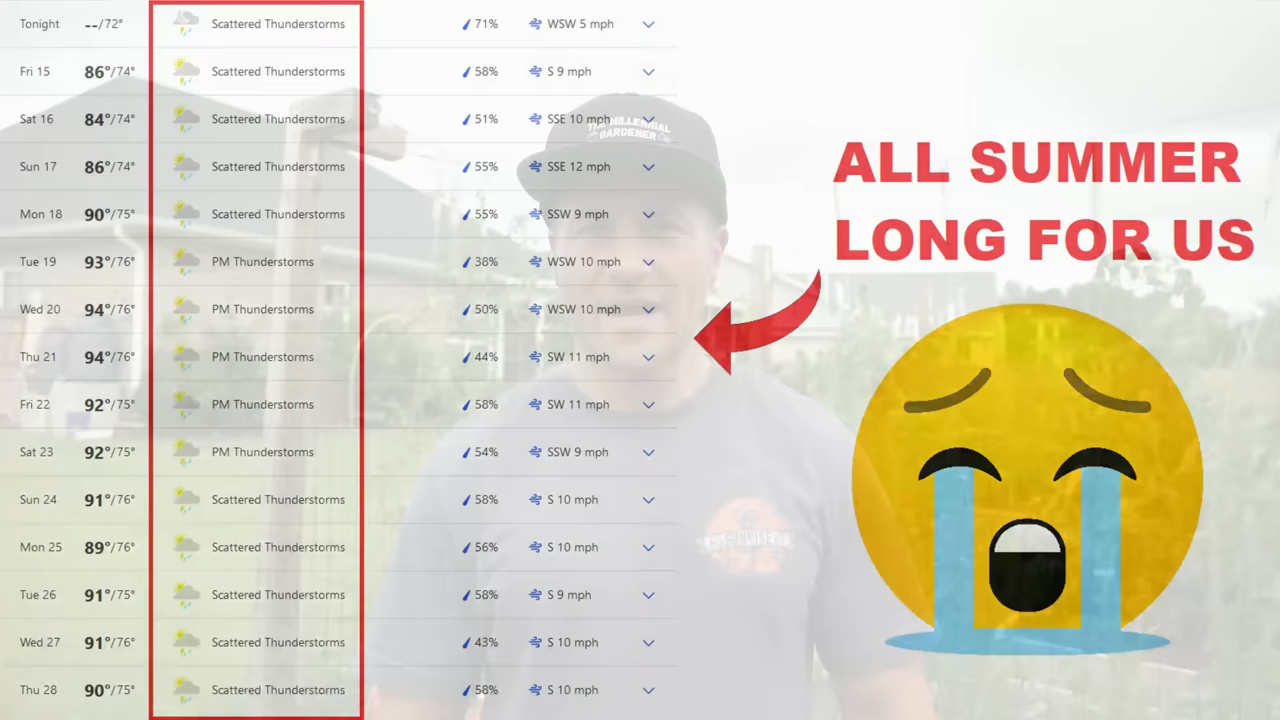 Tonight --/72° Scattered Thunderstorms 71% WSW 5 mph
Fri 15 86°/74° Scattered Thunderstorms 58% S 9 mph
Sat 16 84°/74° Scattered Thunderstorms 51% SSE 10 mph
THE MILLENNIAL
GARDENER
Sun 17 86°/74° Scattered Thunderstorms 55% SSE 12 mph
Mon 18 90°/75° Scattered Thunderstorms 55% SSW 9 mph
Tue 19 93°/76° PM Thunderstorms 38% WSW 10 mph
Wed 20 94°/76° PM Thunderstorms 50% WSW 10 mph
Thu 21 94°/76° PM Thunderstorms 44% SW 11 mph
Fri 22 92°/75° PM Thunderstorms 58% SW 11 mph
Sat 23 92°/75° PM Thunderstorms 54% SSW 9 mph
Sun 24 91°/76° Scattered Thunderstorms 58% S 10 mph
Mon 25 89°/76° Scattered Thunderstorms 56% S 10 mph
Tue 26 91°/75° Scattered Thunderstorms 58% S 9 mph
Wed 27 91°/76° Scattered Thunderstorms 43% S 10 mph
Thu 28 90°/75° Scattered Thunderstorms 58% S 10 mph
ALL SUMMER
LONG FOR US